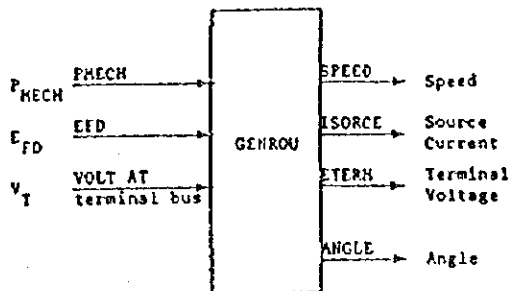 P_MECH PMECH SPEED Speed
E_FD EFD ISORCE Source Current
GENROU
V_T VOLT AT terminal bus ETERM Terminal Voltage
ANGLE Angle